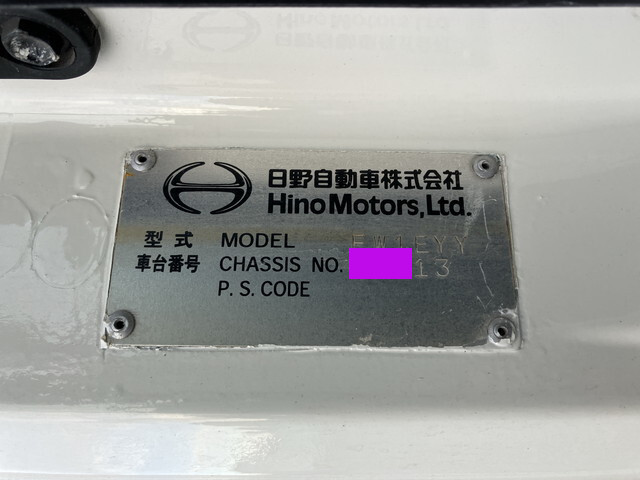 日野自動車株式会社
Hino Motors, Ltd.
型式 MODEL EW1EYY
車台番号 CHASSIS NO. 13
P. S. CODE